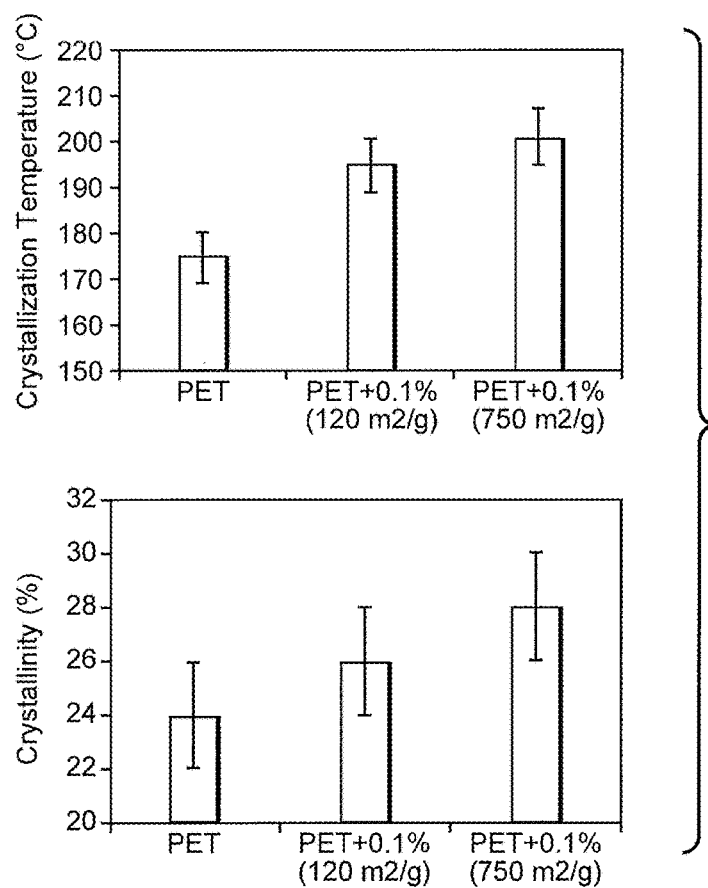 Crystallization Temperature (°C)
220
210
200
190
180
170
160
150
PET
PET+0.1%
(120 m2/g)
PET+0.1%
(750 m2/g)
Crystallinity (%)
32
30
28
26
24
22
20
PET
PET+0.1%
(120 m2/g)
PET+0.1%
(750 m2/g)